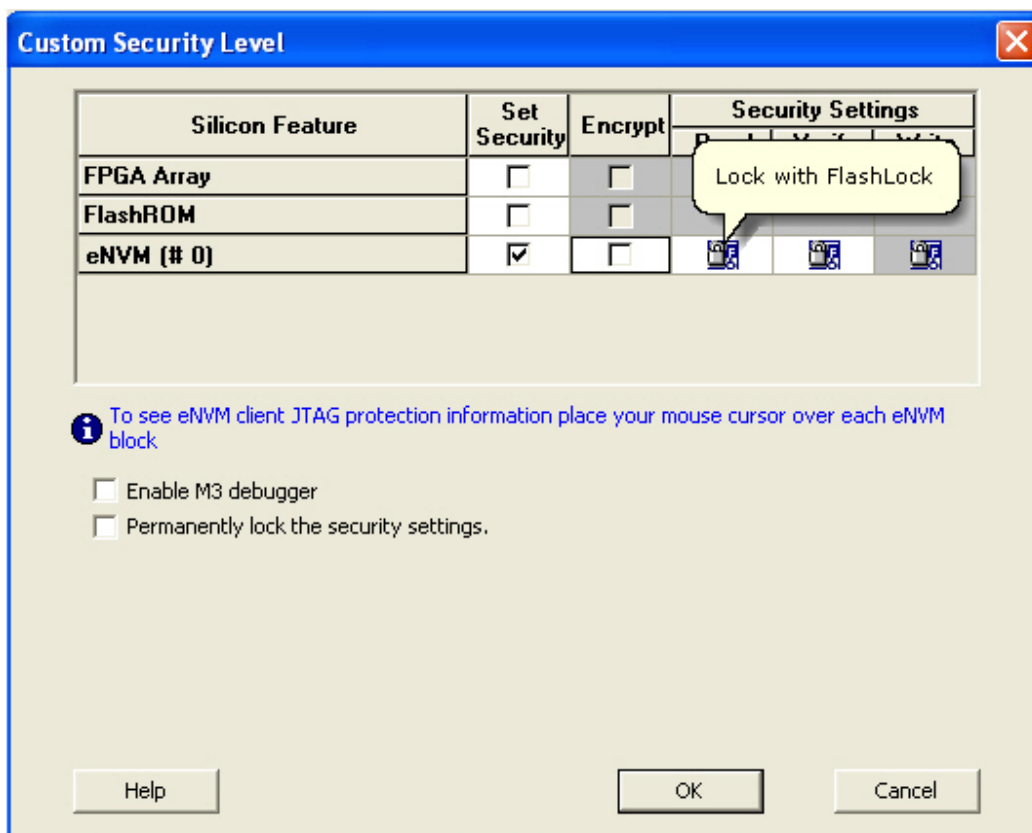 Custom Security Level
Silicon Feature
Set
Security
Encrypt
Security Settings
Lock with FlashLock
FPGA Array
FlashROM
eNVM (# 0)
To see eNVM client JTAG protection information place your mouse cursor over each eNVM
block
Enable M3 debugger
Permanently lock the security settings.
Help
OK
Cancel